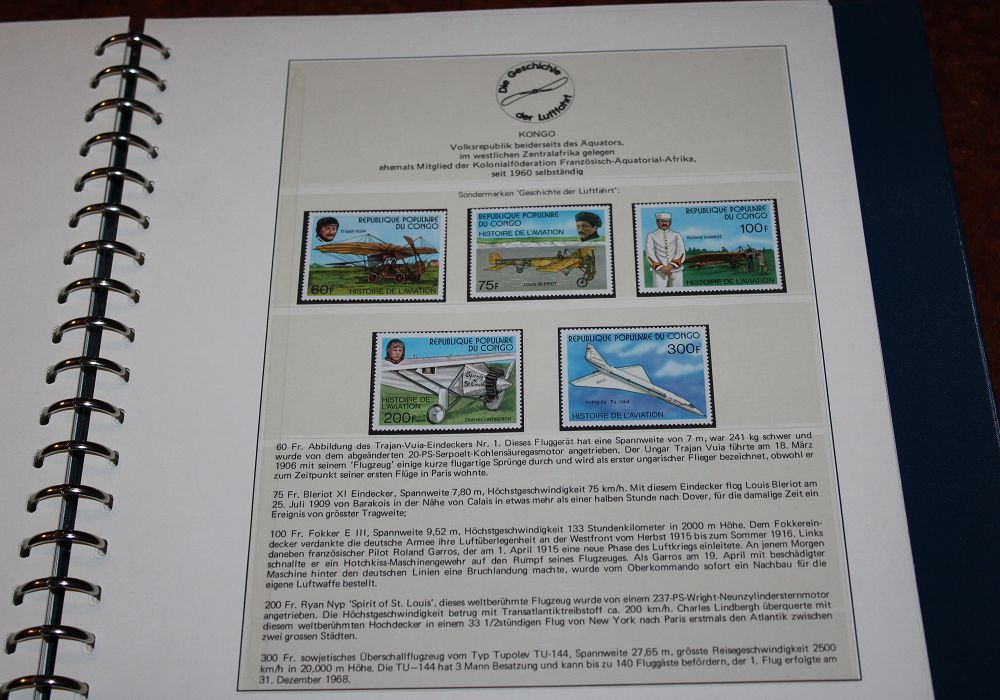 Die Geschichte
der Luftfahrt
KONGO
Volksrepublik beiderseits des Äquators,
im westlichen Zentralafrika gelegen
ehemals Mitglied der Kolonialföderation Französisch-Äquatorial-Afrika,
seit 1960 selbständig
Sondermarken 'Geschichte der Luftfahrt':
REPUBLIQUE POPULAIRE
DU CONGO
Trajan VUIA
60F
HISTOIRE DE L'AVIATION
REPUBLIQUE POPULAIRE
DU CONGO
HISTOIRE DE L'AVIATION
75F
LOUIS BLERIOT
REPUBLIQUE POPULAIRE
DU CONGO
100F
Roland GARROS
HISTOIRE DE L'AVIATION
REPUBLIQUE POPULAIRE
DU CONGO
Spirit
of
St. Louis
HISTOIRE
DE L'AVIATION
200F
Charles LINDBERGH
REPUBLIQUE POPULAIRE
DU CONGO
300F
TUPOLEV TU-144
HISTOIRE DE L'AVIATION
60 Fr. Abbildung des Trajan-Vuia-Eindeckers Nr. 1. Dieses Fluggerät hat eine Spannweite von 7 m, war 241 kg schwer und
wurde von dem abgeänderten 20-PS-Serpoelt-Kohlensäuregasmotor angetrieben. Der Ungar Trajan Vuia führte am 18. März
1906 mit seinem 'Flugzeug' einige kurze flugartige Sprünge durch und wird als erster ungarischer Flieger bezeichnet, obwohl er
zum Zeitpunkt seiner ersten Flüge in Paris wohnte.
75 Fr. Bleriot XI Eindecker, Spannweite 7,80 m, Höchstgeschwindigkeit 75 km/h. Mit diesem Eindecker flog Louis Bleriot am
25. Juli 1909 von Barakois in der Nähe von Calais in etwas mehr als einer halben Stunde nach Dover, für die damalige Zeit ein
Ereignis von grösster Tragweite;
100 Fr. Fokker E III, Spannweite 9,52 m, Höchstgeschwindigkeit 133 Stundenkilometer in 2000 m Höhe. Dem Fokkerein-
decker verdankte die deutsche Armee ihre Luftüberlegenheit an der Westfront vom Herbst 1915 bis zum Sommer 1916. Links
daneben französischer Pilot Roland Garros, der am 1. April 1915 eine neue Phase des Luftkriegs einleitete. An jenem Morgen
schnallte er ein Hotchkiss-Maschinengewehr auf den Rumpf seines Flugzeuges. Als Garros am 19. April mit beschädigter
Maschine hinter den deutschen Linien eine Bruchlandung machte, wurde vom Oberkommando sofort ein Nachbau für die
eigene Luftwaffe bestellt.
200 Fr. Ryan Nyp 'Spirit of St. Louis', dieses weltberühmte Flugzeug wurde von einem 237-PS-Wright-Neunzylindersternmotor
angetrieben. Die Höchstgeschwindigkeit betrug mit Transatlantiktreibstoff ca. 200 km/h. Charles Lindbergh überquerte mit
diesem weltberühmten Hochdecker in einem 33 1/2stündigen Flug von New York nach Paris erstmals den Atlantik zwischen
zwei grossen Städten.
300 Fr. sowjetisches Überschallflugzeug vom Typ Tupolev TU-144, Spannweite 27,65 m, grösste Reisegeschwindigkeit 2500
km/h in 20,000 m Höhe. Die TU-144 hat 3 Mann Besatzung und kann bis zu 140 Fluggäste befördern, der 1. Flug erfolgte am
31. Dezember 1968.